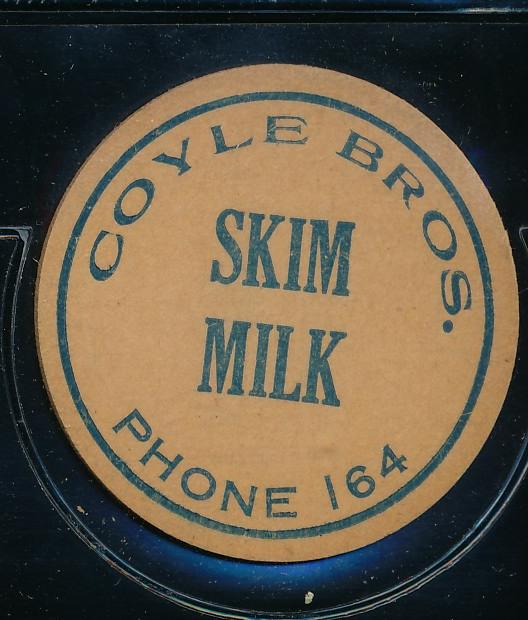 COYLE BROS.
SKIM
MILK
PHONE 164